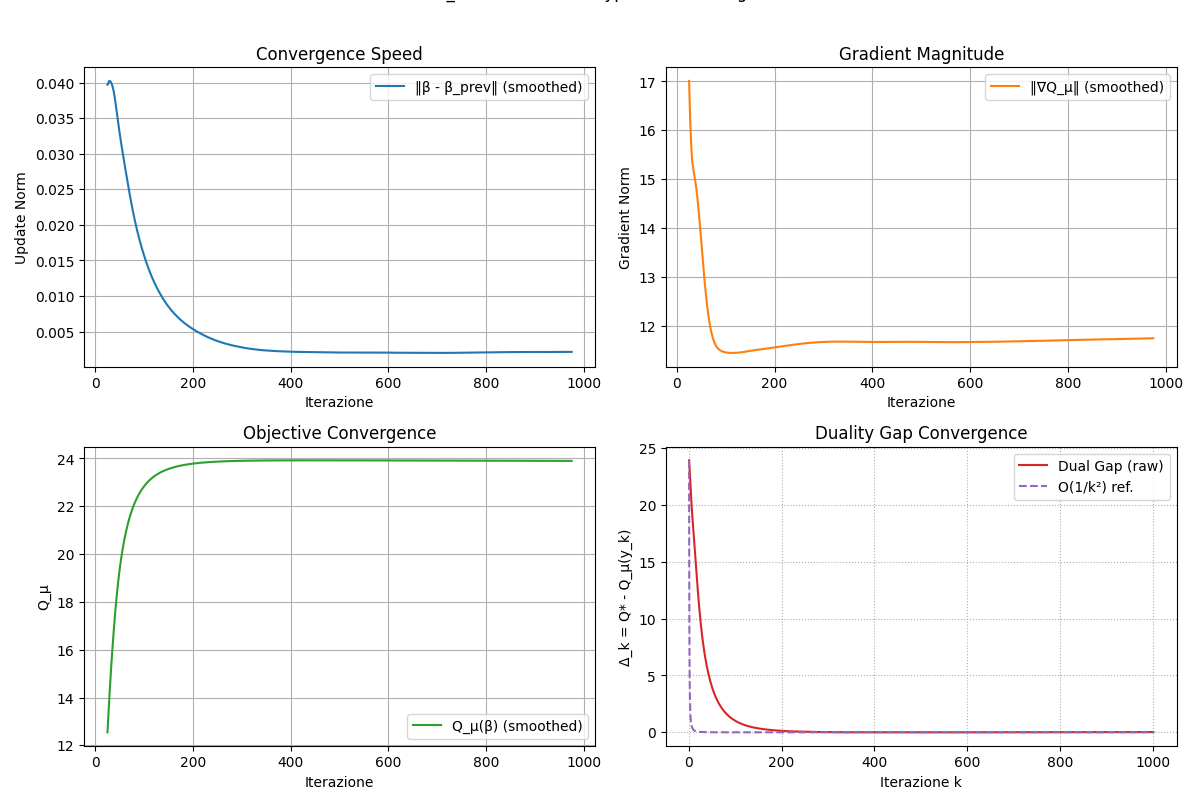 Convergence Speed
0.040
0.035
0.030
0.025
0.020
0.015
0.010
0.005
Update Norm
‖β - β_prev‖ (smoothed)
0 200 400 600 800 1000
Iterazione
Gradient Magnitude
17
16
15
14
13
12
Gradient Norm
‖∇Q_μ‖ (smoothed)
0 200 400 600 800 1000
Iterazione
Objective Convergence
24
22
20
18
16
14
12
Q_μ
Q_μ(β) (smoothed)
0 200 400 600 800 1000
Iterazione
Duality Gap Convergence
25
20
15
10
5
0
Δ_k = Q* - Q_μ(y_k)
Dual Gap (raw)
O(1/k²) ref.
0 200 400 600 800 1000
Iterazione k